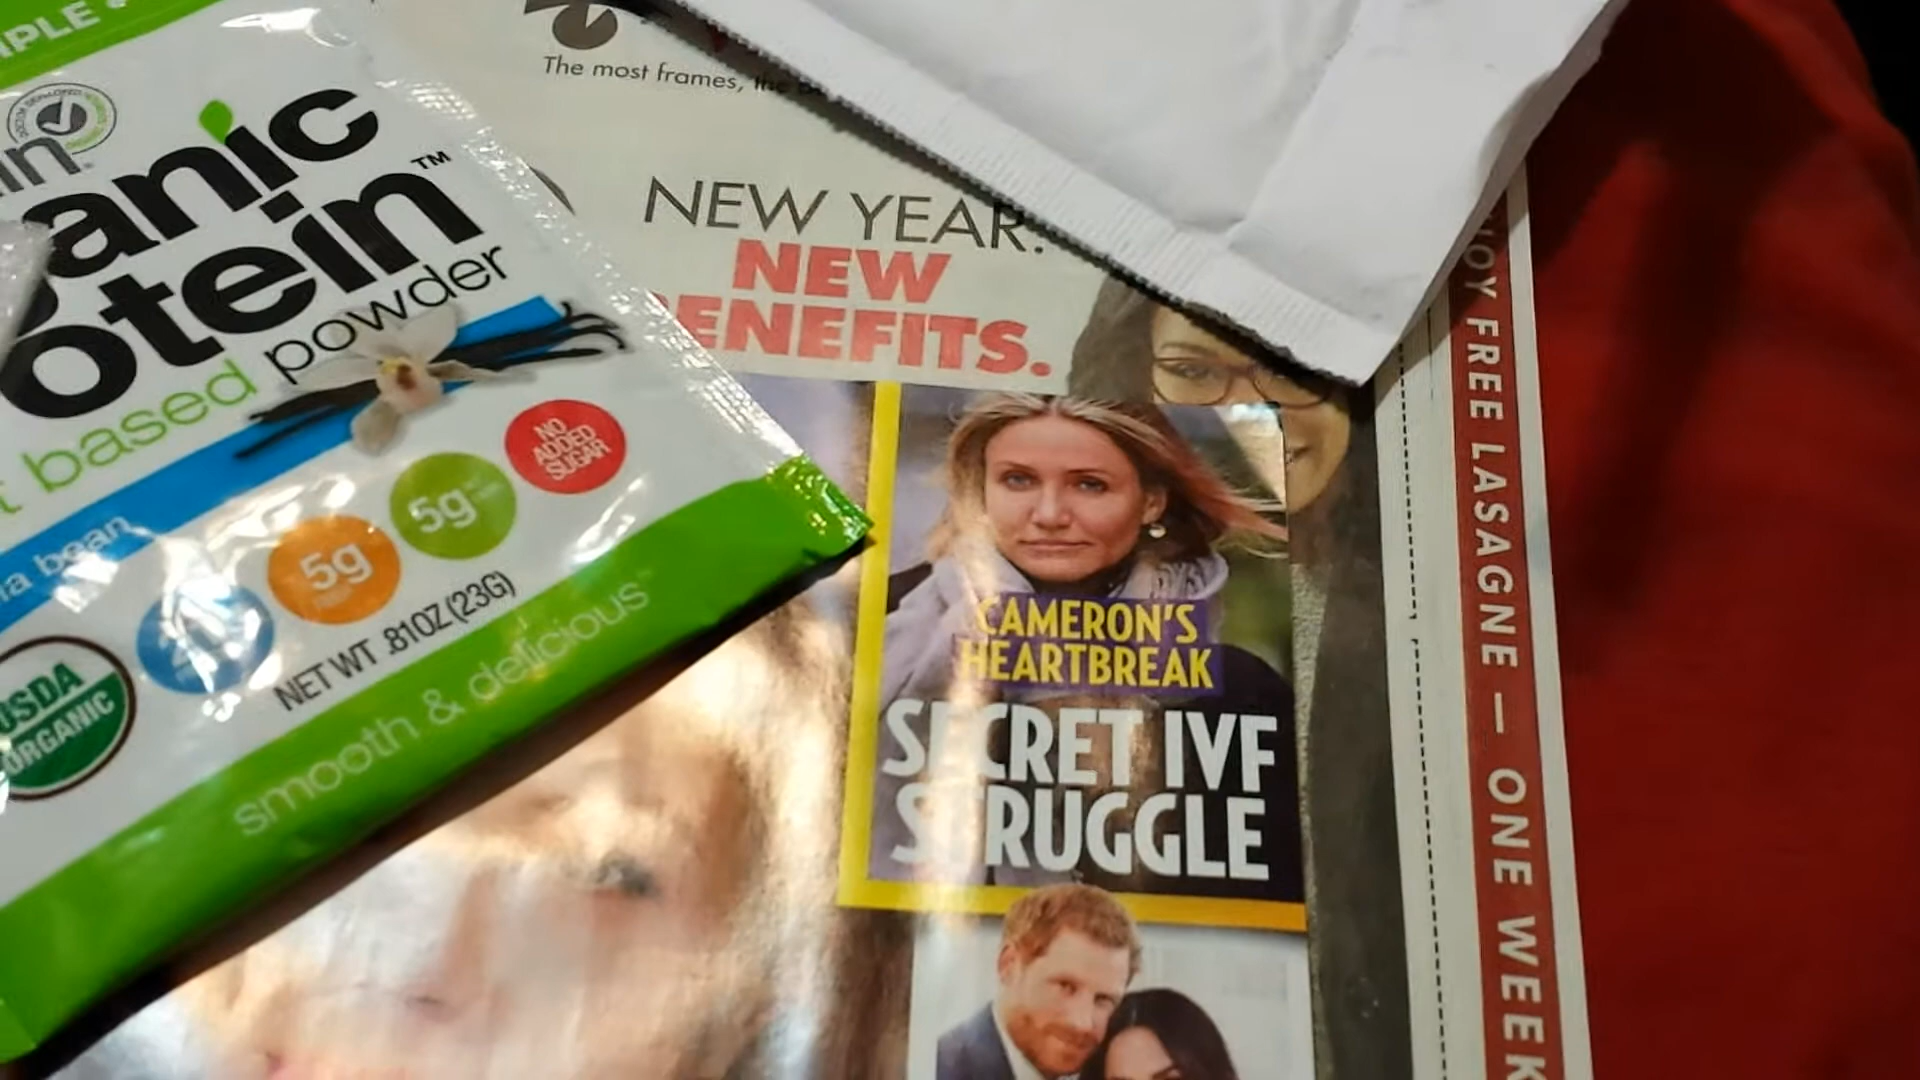 The most frames,
NEW YEAR.
NEW
ENEFITS.
anic
otein™
based powder
a bean
NO
ADDED
SUGAR
5g
5g
NET WT .81OZ (23G)
USDA
ORGANIC
smooth & delicious
CAMERON'S
HEARTBREAK
SECRET IVF
STRUGGLE
OY FREE LASAGNE — ONE WEEK